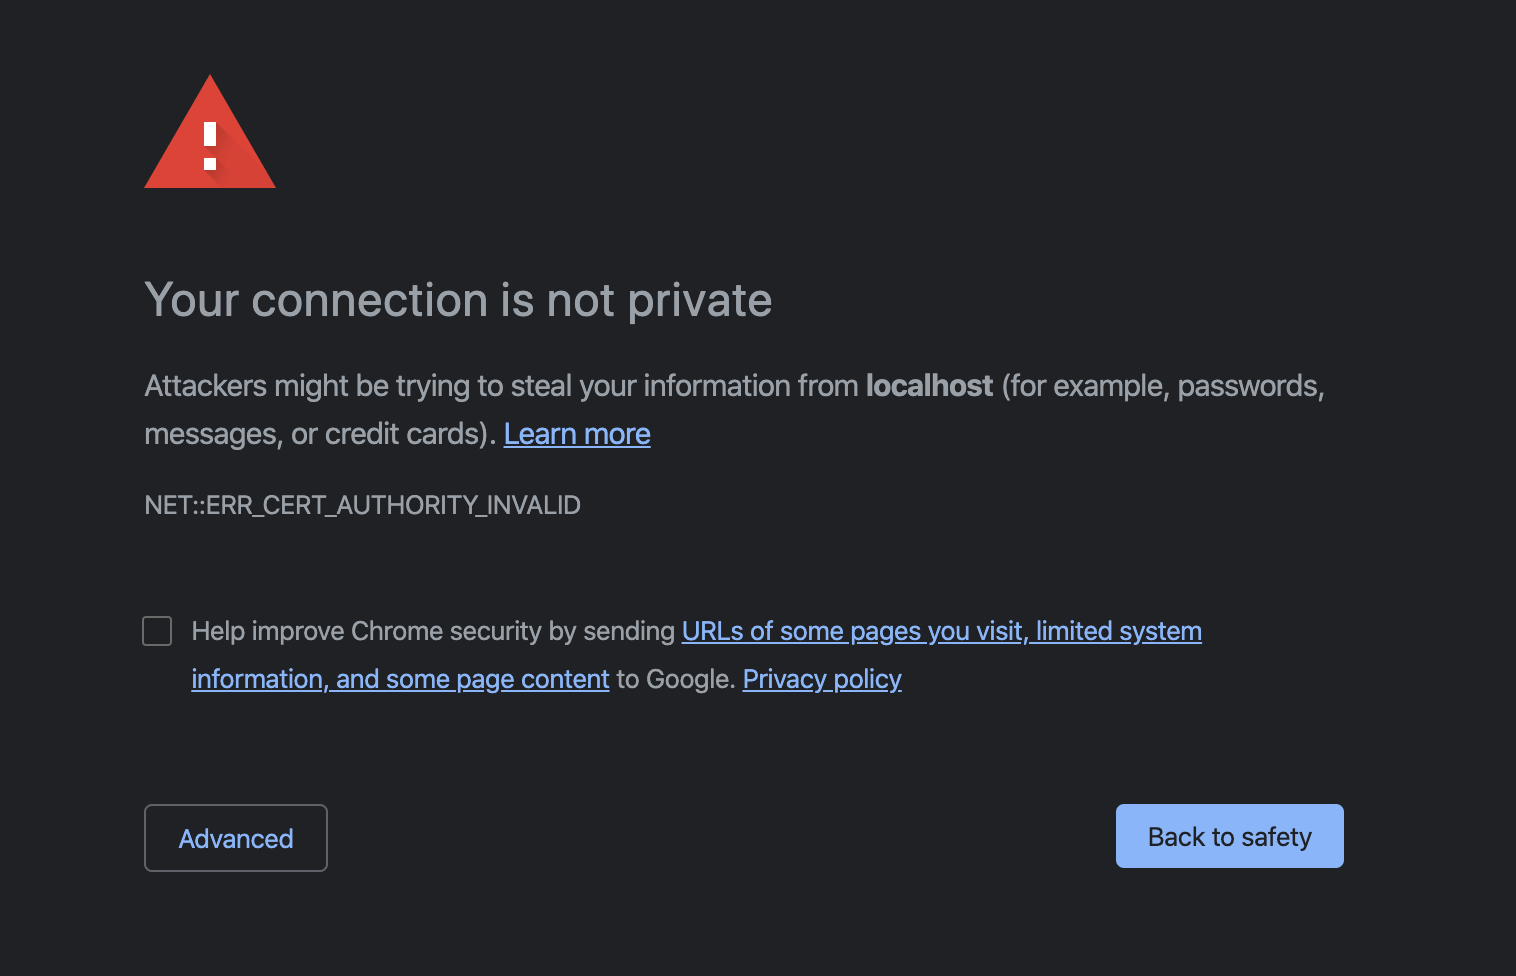 Your connection is not private
Attackers might be trying to steal your information from localhost (for example, passwords,
messages, or credit cards). Learn more
NET::ERR_CERT_AUTHORITY_INVALID
Help improve Chrome security by sending URLs of some pages you visit, limited system
information, and some page content to Google. Privacy policy
Advanced
Back to safety